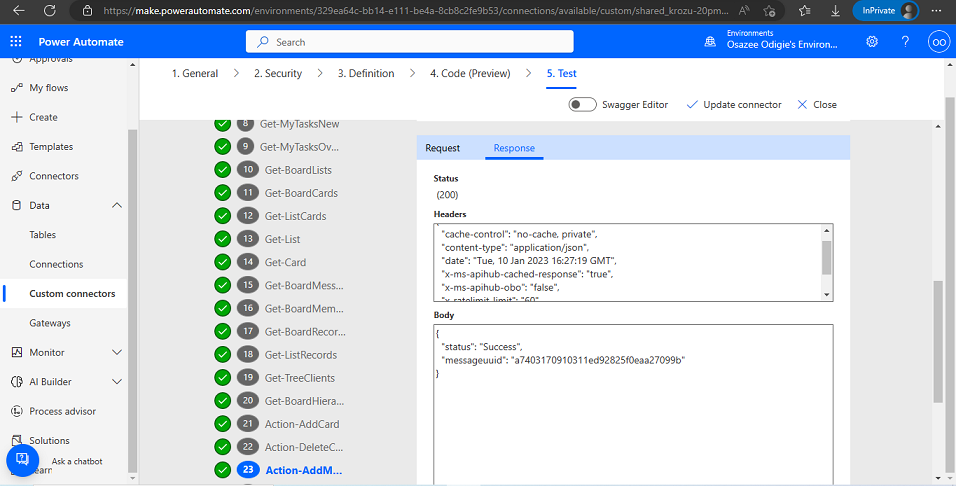 https://make.powerautomate.com/environments/329ea64c-bb14-e111-be4a-8cb8c2fe9b53/connections/available/custom/shared_krozu-20pm...
InPrivate
Power Automate
Search
Environments
Osazee Odigie's Environ...
OO
Approvals
My flows
Create
Templates
Connectors
Data
Tables
Connections
Custom connectors
Gateways
Monitor
AI Builder
Process advisor
Solutions
Ask a chatbot
Learn
1. General
2. Security
3. Definition
4. Code (Preview)
5. Test
Swagger Editor
Update connector
Close
8 Get-MyTasksNew
9 Get-MyTasksOv...
10 Get-BoardLists
11 Get-BoardCards
12 Get-ListCards
13 Get-List
14 Get-Card
15 Get-BoardMess...
16 Get-BoardMem...
17 Get-BoardRecor...
18 Get-ListRecords
19 Get-TreeClients
20 Get-BoardHiera...
21 Action-AddCard
22 Action-DeleteC...
23 Action-AddM...
Request
Response
Status
(200)
Headers
"cache-control": "no-cache, private",
"content-type": "application/json",
"date": "Tue, 10 Jan 2023 16:27:19 GMT",
"x-ms-apihub-cached-response": "true",
"x-ms-apihub-obo": "false",
"x-ratelimit-limit": "60"
Body
{
"status": "Success",
"messageuuid": "a7403170910311ed92825f0eaa27099b"
}